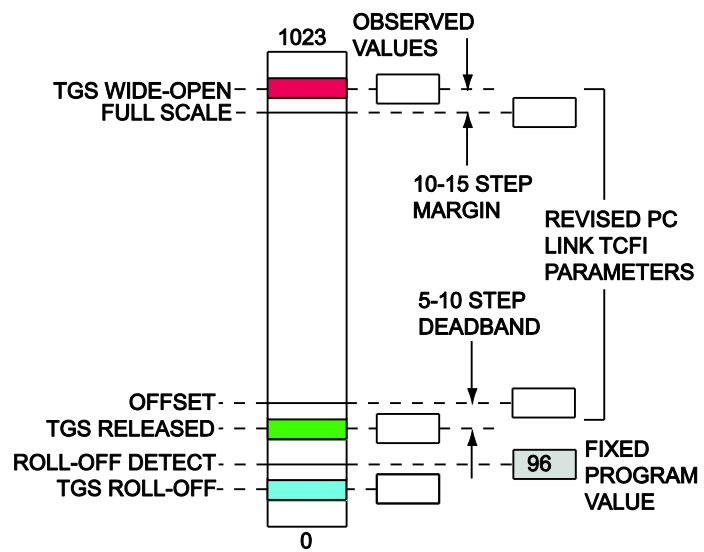 OBSERVED
VALUES
1023
TGS WIDE-OPEN
FULL SCALE
10-15 STEP
MARGIN
REVISED PC
LINK TCFI
PARAMETERS
5-10 STEP
DEADBAND
OFFSET
TGS RELEASED
ROLL-OFF DETECT
96
FIXED
PROGRAM
VALUE
TGS ROLL-OFF
0